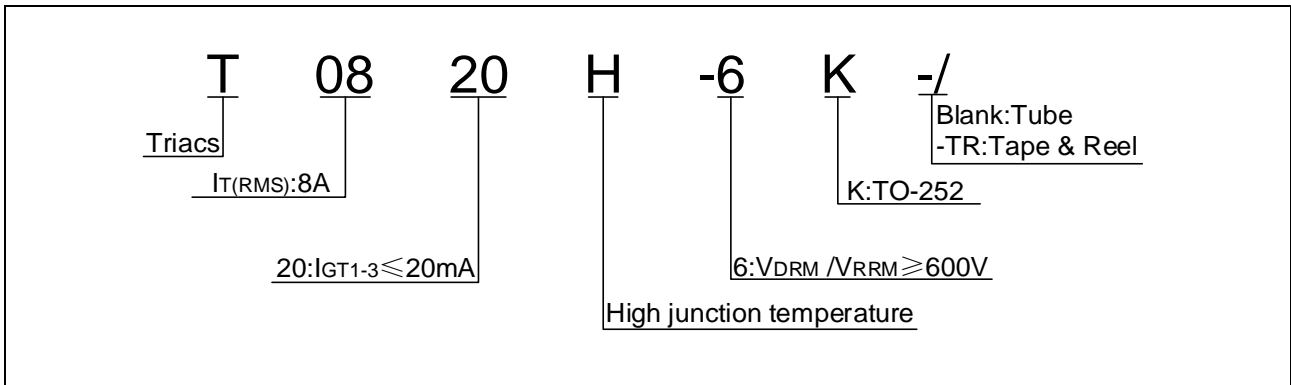 T 08 20 H -6 K -/
Blank:Tube
Triacs
-TR:Tape & Reel
IT(RMS):8A
K:TO-252
20:IGT1-3≤20mA
6:VDRM /VRRM≥600V
High junction temperature